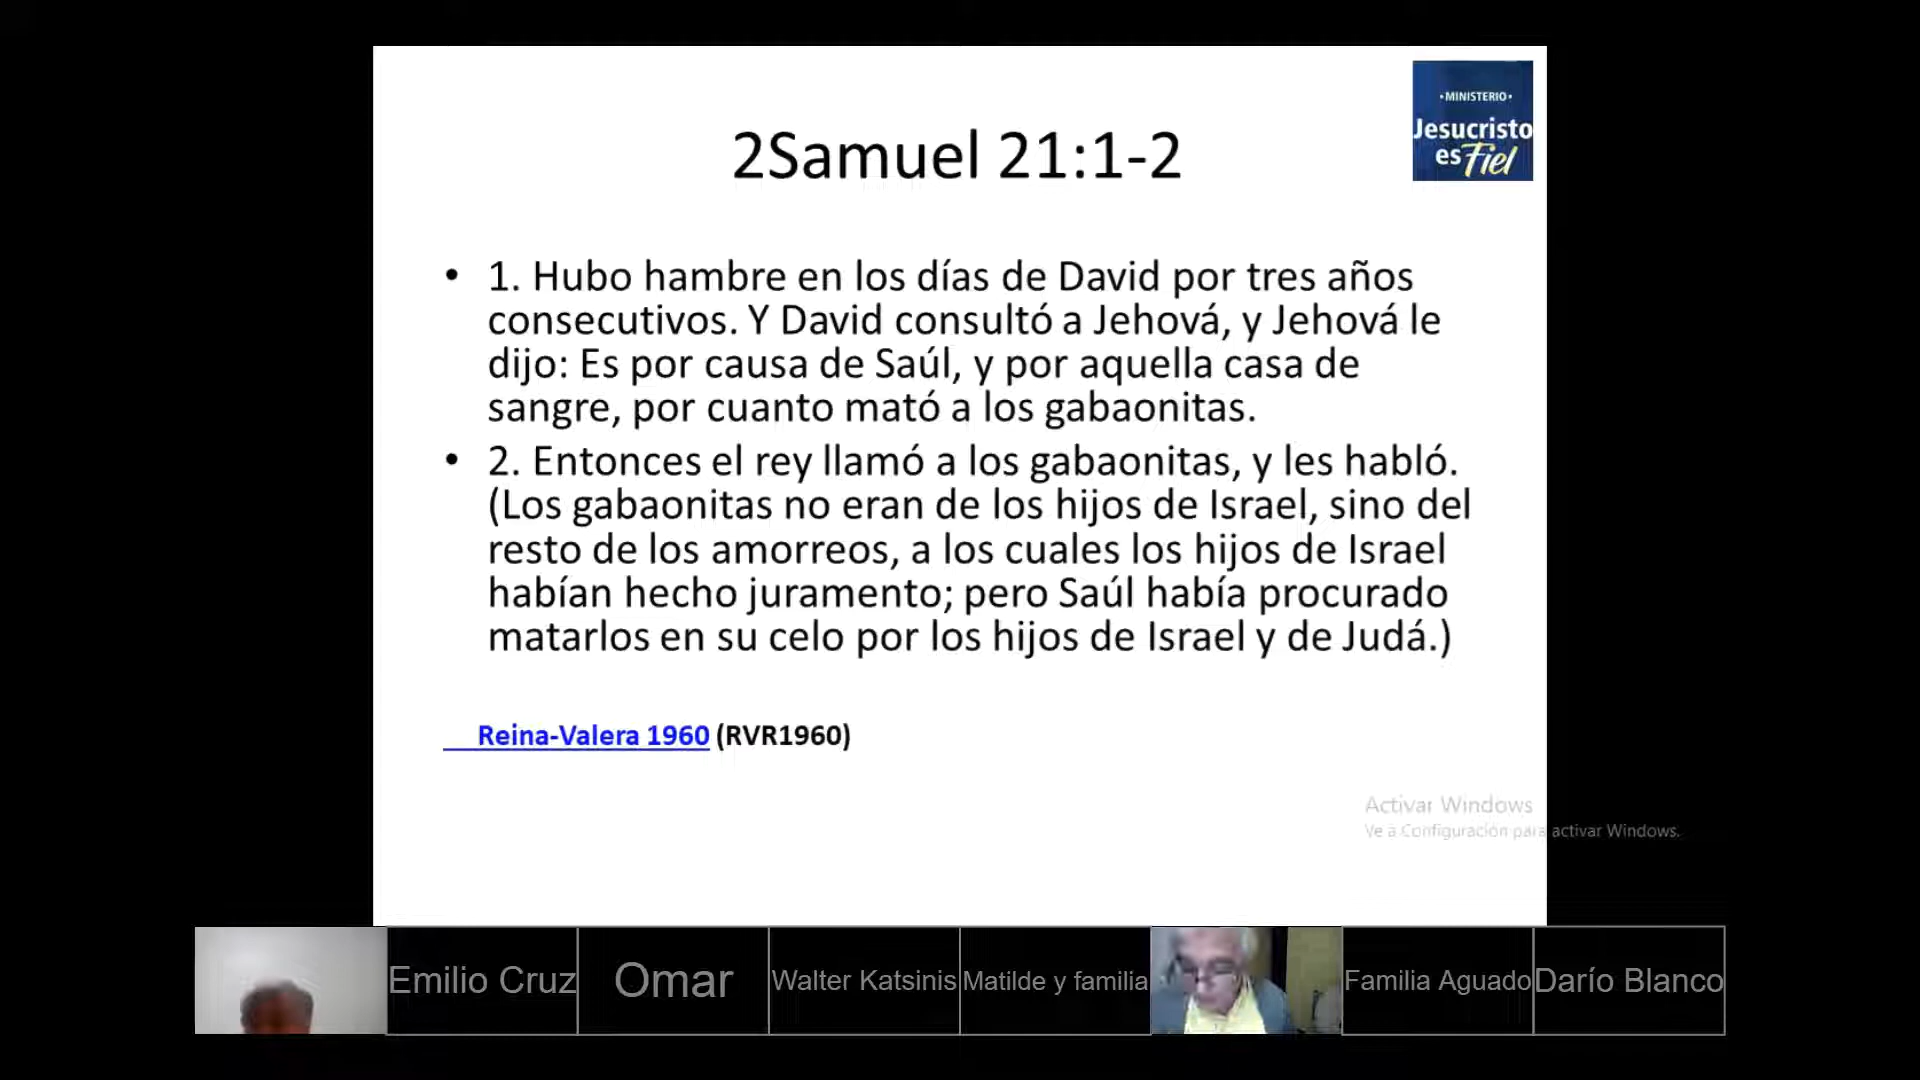 • MINISTERIO •
Jesucristo
es Fiel
2Samuel 21:1-2
• 1. Hubo hambre en los días de David por tres años
consecutivos. Y David consultó a Jehová, y Jehová le
dijo: Es por causa de Saúl, y por aquella casa de
sangre, por cuanto mató a los gabaonitas.
• 2. Entonces el rey llamó a los gabaonitas, y les habló.
(Los gabaonitas no eran de los hijos de Israel, sino del
resto de los amorreos, a los cuales los hijos de Israel
habían hecho juramento; pero Saúl había procurado
matarlos en su celo por los hijos de Israel y de Judá.)
Reina-Valera 1960 (RVR1960)
Activar Windows
Ve a Configuración para activar Windows.
Emilio Cruz
Omar
Walter Katsinis
Matilde y familia
Familia Aguado
Darío Blanco